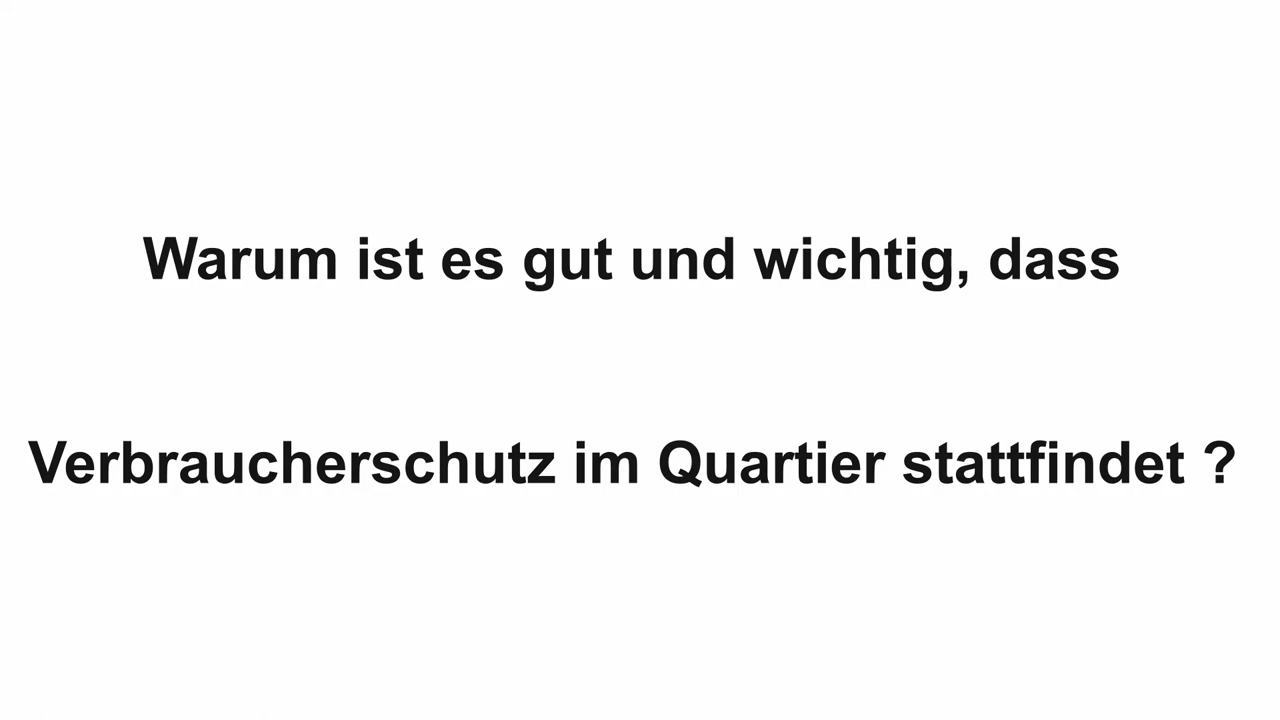 Warum ist es gut und wichtig, dass
Verbraucherschutz im Quartier stattfindet ?